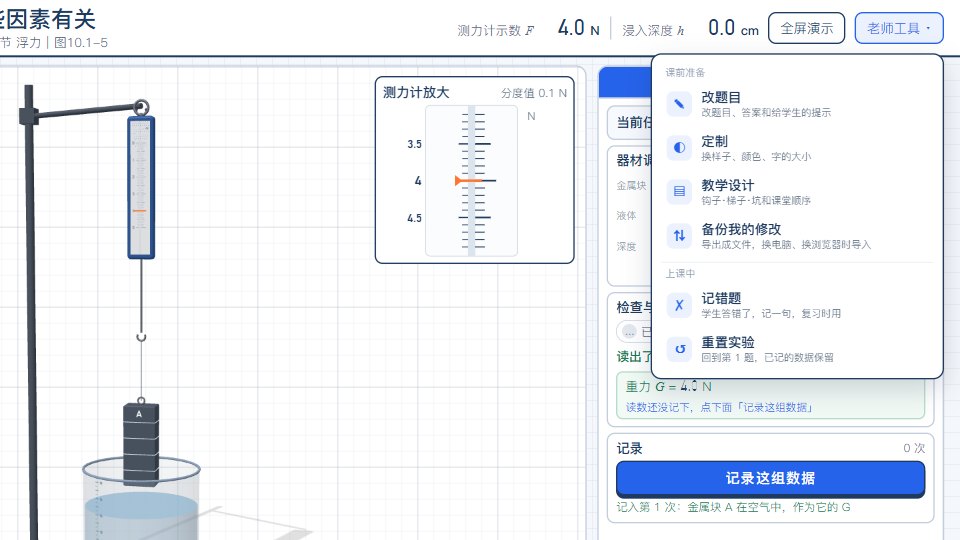 些因素有关
节 浮力 | 图10.1-5
测力计示数 F 4.0 N
浸入深度 h 0.0 cm
全屏演示
老师工具
测力计放大
分度值 0.1 N
N
3.5
4
4.5
A
课前准备
改题目
改题目、答案和给学生的提示
定制
换样子、颜色、字的大小
教学设计
钩子·梯子·坑和课堂顺序
备份我的修改
导出成文件，换电脑、换浏览器时导入
上课中
记错题
学生答错了，记一句，复习时用
重置实验
回到第 1 题，已记的数据保留
当前任
器材调
金属块
液体
深度
检查与
读出了
重力 G = 4.0 N
读数还没记下，点下面「记录这组数据」
记录
0 次
记录这组数据
记入第 1 次：金属块 A 在空气中，作为它的 G